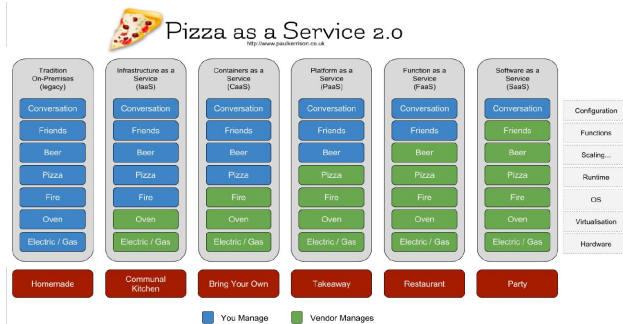 Pizza as a Service 2.0
http://www.paulkerrison.co.uk
Tradition
On-Premises
(legacy)
Conversation
Friends
Beer
Pizza
Fire
Oven
Electric / Gas
Homemade
Infrastructure as a
Service
(IaaS)
Conversation
Friends
Beer
Pizza
Fire
Oven
Electric / Gas
Communal
Kitchen
Containers as a
Service
(CaaS)
Conversation
Friends
Beer
Pizza
Fire
Oven
Electric / Gas
Bring Your Own
Platform as a
Service
(PaaS)
Conversation
Friends
Beer
Pizza
Fire
Oven
Electric / Gas
Takeaway
Function as a
Service
(FaaS)
Conversation
Friends
Beer
Pizza
Fire
Oven
Electric / Gas
Restaurant
Software as a
Service
(SaaS)
Conversation
Friends
Beer
Pizza
Fire
Oven
Electric / Gas
Party
Configuration
Functions
Scaling...
Runtime
OS
Virtualisation
Hardware
You Manage
Vendor Manages